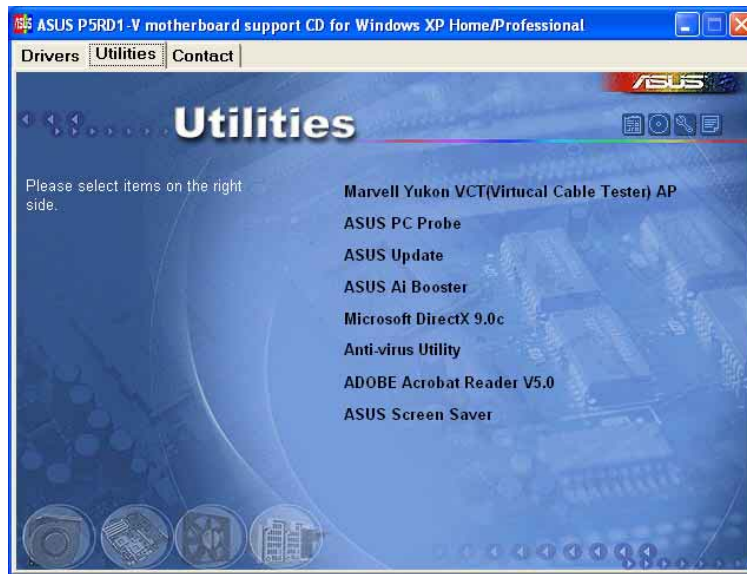 ASUS P5RD1-V motherboard support CD for Windows XP Home/Professional
Drivers Utilities Contact
ASUS
Utilities
Please select items on the right
side.
Marvell Yukon VCT(Virtucal Cable Tester) AP
ASUS PC Probe
ASUS Update
ASUS Ai Booster
Microsoft DirectX 9.0c
Anti-virus Utility
ADOBE Acrobat Reader V5.0
ASUS Screen Saver